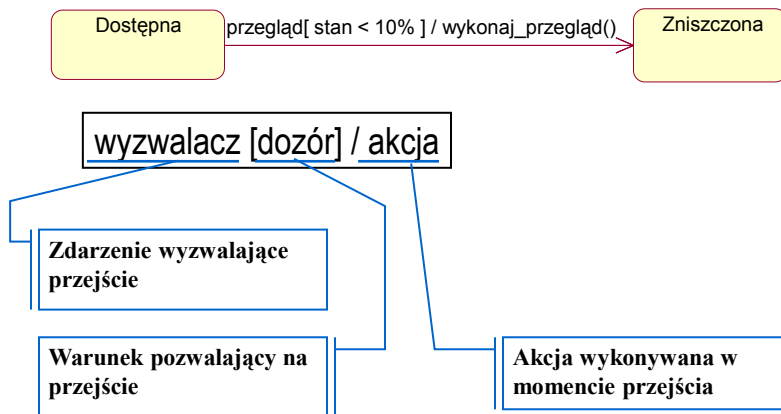 Dostępna
przegląd[ stan < 10% ] / wykonaj_przegląd()
Zniszczona
wyzwalacz [dozór] / akcja
Zdarzenie wyzwalające
przejście
Warunek pozwalający na
przejście
Akcja wykonywana w
momencie przejścia